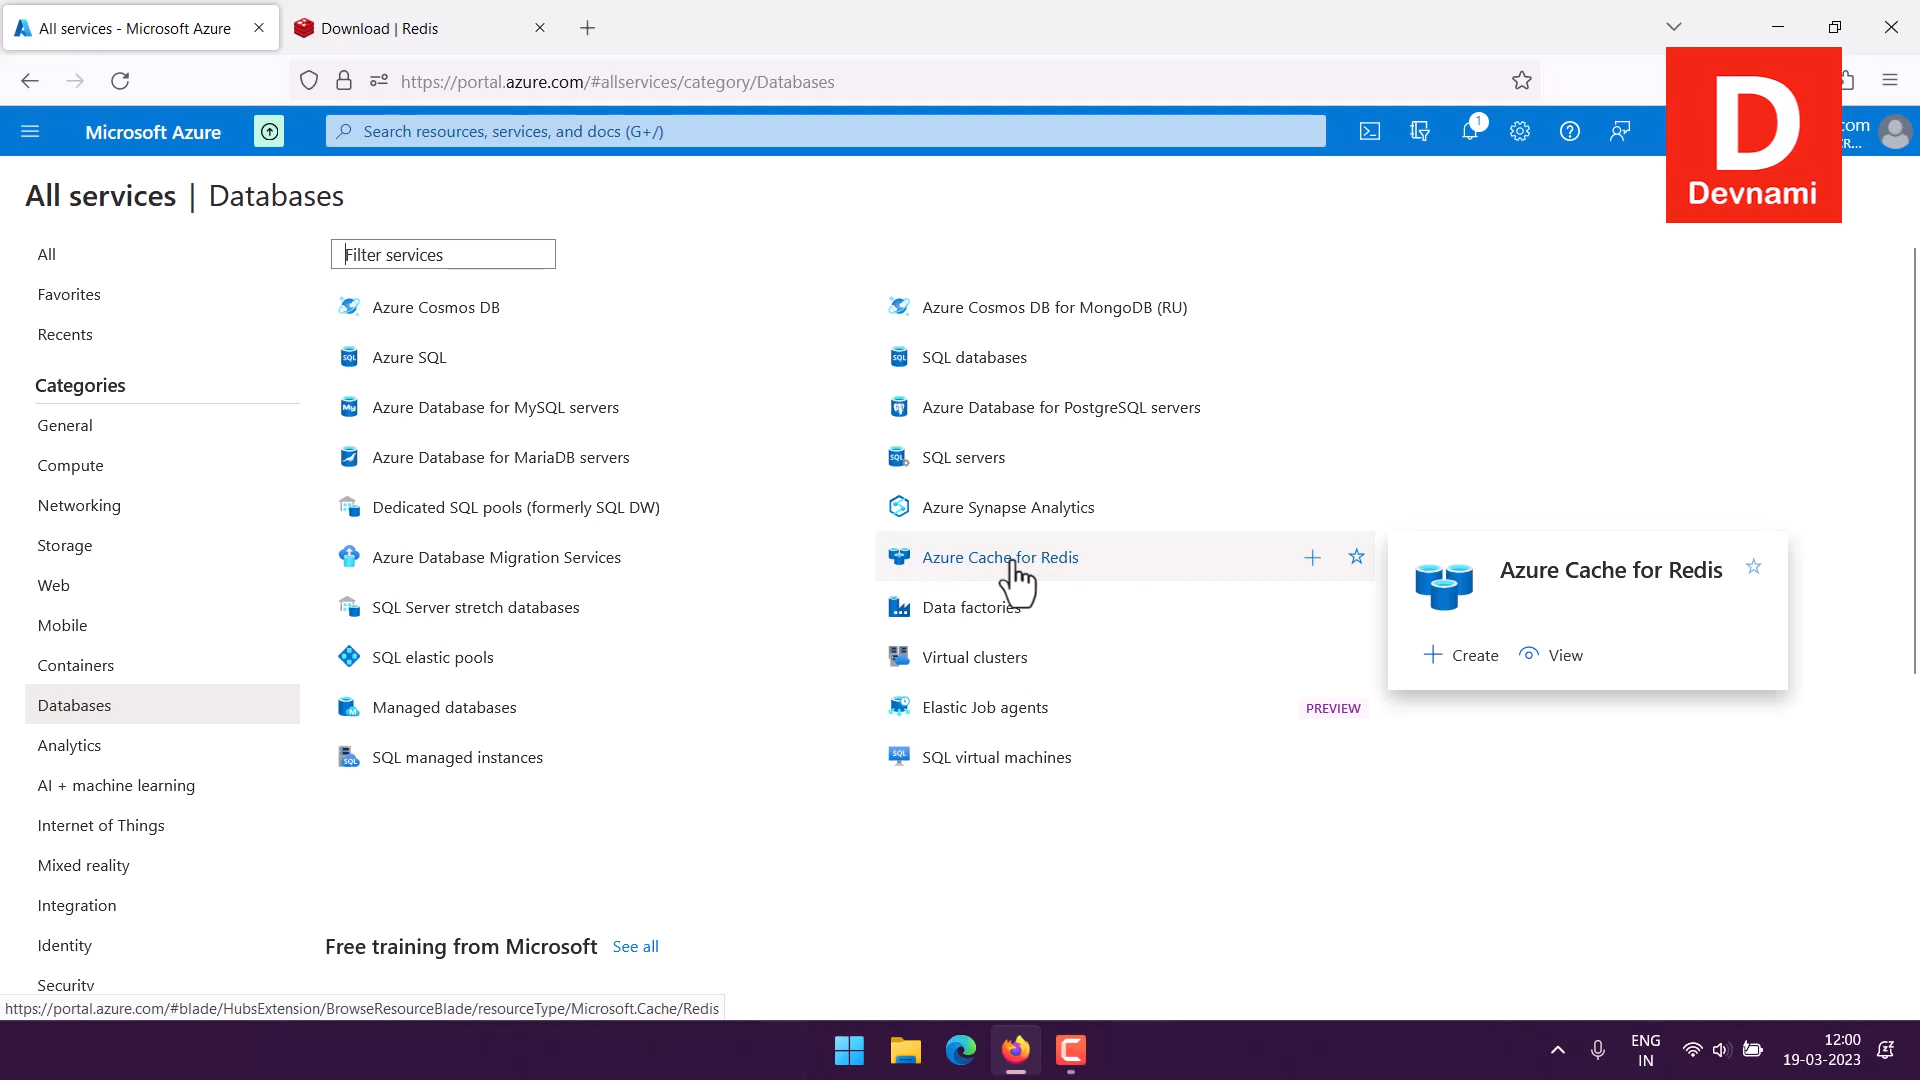 All services - Microsoft Azure
Download | Redis
https://portal.azure.com/#allservices/category/Databases
Microsoft Azure
Search resources, services, and docs (G+/)
1
com
D
Devnami
All services | Databases
All
Favorites
Recents
Categories
General
Compute
Networking
Storage
Web
Mobile
Containers
Databases
Analytics
AI + machine learning
Internet of Things
Mixed reality
Integration
Identity
Security
Filter services
Azure Cosmos DB
Azure Cosmos DB for MongoDB (RU)
Azure SQL
SQL databases
Azure Database for MySQL servers
Azure Database for PostgreSQL servers
Azure Database for MariaDB servers
SQL servers
Dedicated SQL pools (formerly SQL DW)
Azure Synapse Analytics
Azure Database Migration Services
Azure Cache for Redis
SQL Server stretch databases
Data factories
SQL elastic pools
Virtual clusters
Managed databases
Elastic Job agents
PREVIEW
SQL managed instances
SQL virtual machines
Azure Cache for Redis
Create
View
Free training from Microsoft See all
https://portal.azure.com/#blade/HubsExtension/BrowseResourceBlade/resourceType/Microsoft.Cache/Redis
ENG
IN
12:00
19-03-2023